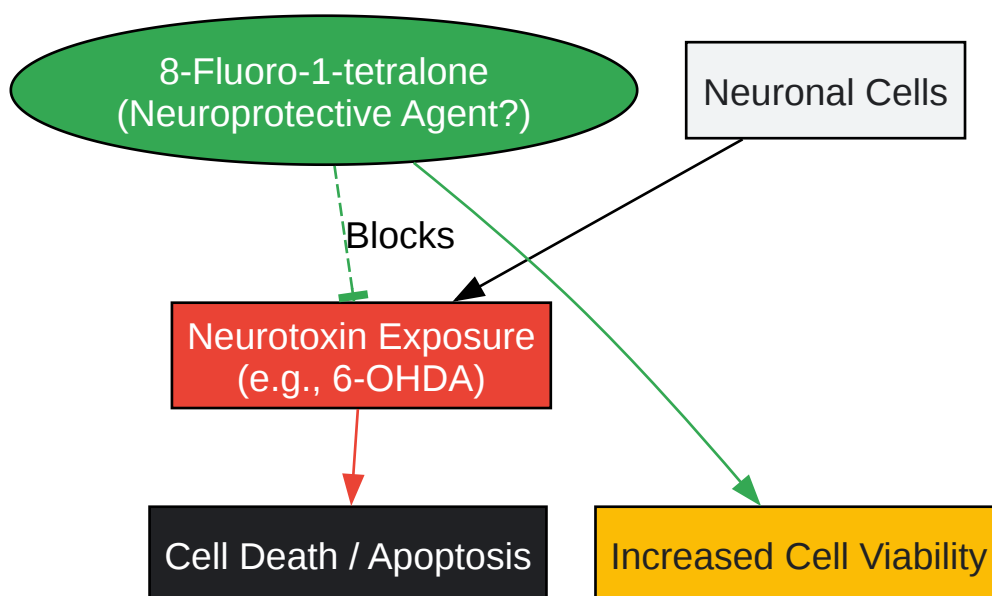 8-Fluoro-1-tetralone
(Neuroprotective Agent?)
Neuronal Cells
Blocks
Neurotoxin Exposure
(e.g., 6-OHDA)
Cell Death / Apoptosis
Increased Cell Viability